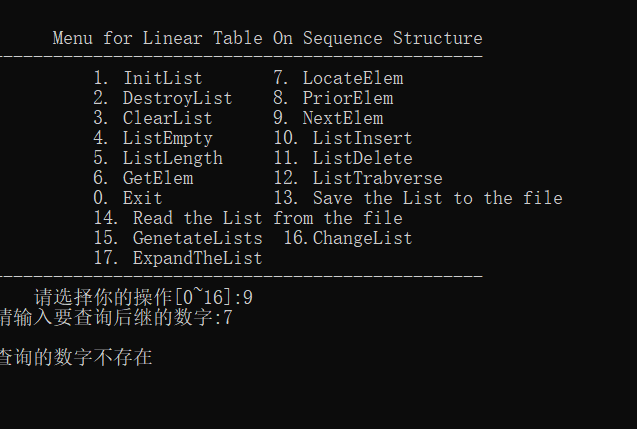 Menu for Linear Table On Sequence Structure
-------------------------------------------------
1. InitList 7. LocateElem
2. DestroyList 8. PriorElem
3. ClearList 9. NextElem
4. ListEmpty 10. ListInsert
5. ListLength 11. ListDelete
6. GetElem 12. ListTrabverse
0. Exit 13. Save the List to the file
14. Read the List from the file
15. GenetateLists 16.ChangeList
17. ExpandTheList
-------------------------------------------------
请选择你的操作[0~16]:9
请输入要查询后继的数字:7
查询的数字不存在